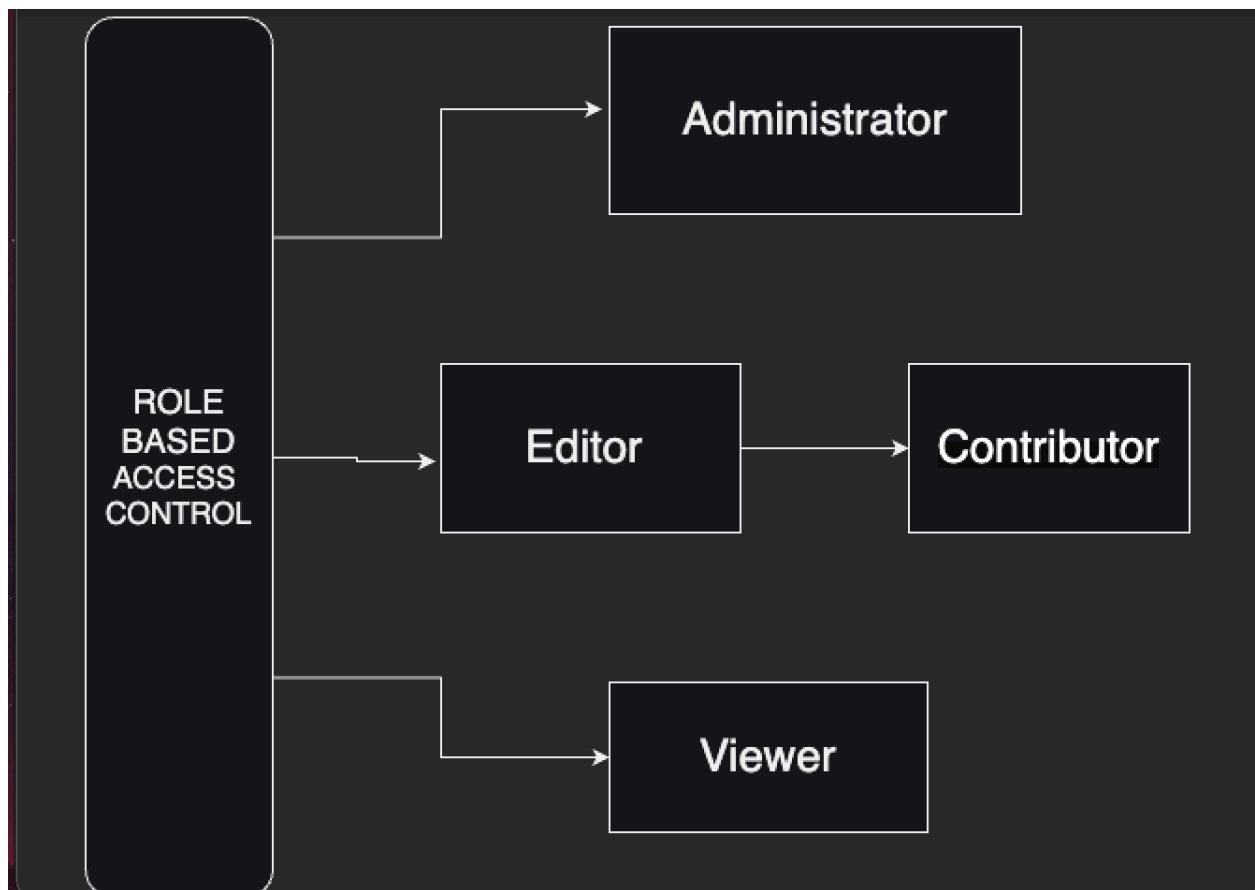 Administrator
ROLE
BASED
ACCESS
CONTROL
Editor
Contributor
Viewer